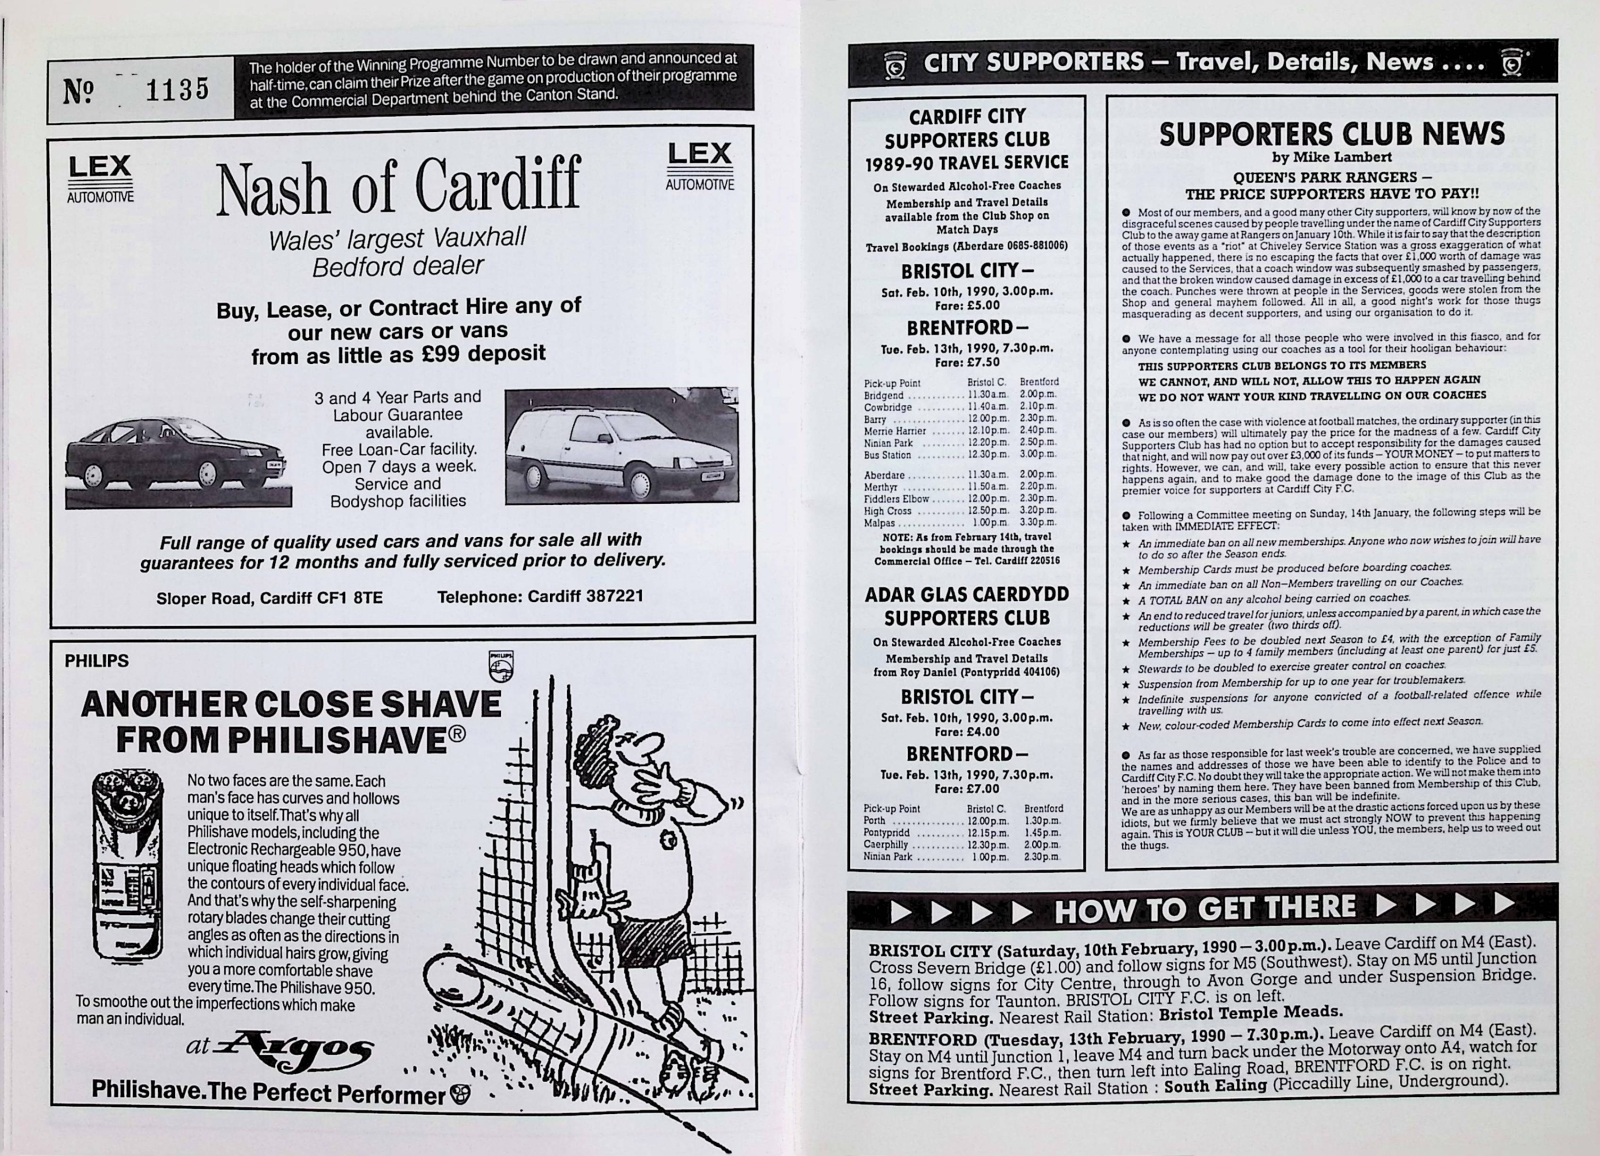 Nº 1135
The holder of the Winning Programme Number to be drawn and announced at
half-time, can claim their Prize after the game on production of their programme
at the Commercial Department behind the Canton Stand.
LEX
AUTOMOTIVE
LEX
AUTOMOTIVE
Nash of Cardiff
Wales' largest Vauxhall
Bedford dealer
Buy, Lease, or Contract Hire any of
our new cars or vans
from as little as £99 deposit
3 and 4 Year Parts and
Labour Guarantee
available.
Free Loan-Car facility.
Open 7 days a week.
Service and
Bodyshop facilities
Full range of quality used cars and vans for sale all with
guarantees for 12 months and fully serviced prior to delivery.
Sloper Road, Cardiff CF1 8TE Telephone: Cardiff 387221
PHILIPS
PHILIPS
ANOTHER CLOSE SHAVE
FROM PHILISHAVE®
No two faces are the same. Each
man's face has curves and hollows
unique to itself. That's why all
Philishave models, including the
Electronic Rechargeable 950, have
unique floating heads which follow
the contours of every individual face.
And that's why the self-sharpening
rotary blades change their cutting
angles as often as the directions in
which individual hairs grow, giving
you a more comfortable shave
every time. The Philishave 950.
To smoothe out the imperfections which make
man an individual.
at Argos
Philishave. The Perfect Performer
CITY SUPPORTERS – Travel, Details, News ....
CARDIFF CITY
SUPPORTERS CLUB
1989-90 TRAVEL SERVICE
On Stewarded Alcohol-Free Coaches
Membership and Travel Details
available from the Club Shop on
Match Days
Travel Bookings (Aberdare 0685-881006)
BRISTOL CITY –
Sat. Feb. 10th, 1990, 3.00p.m.
Fare: £5.00
BRENTFORD –
Tue. Feb. 13th, 1990, 7.30p.m.
Fare: £7.50
Pick-up Point Bristol C. Brentford
Bridgend .......... 11.30a.m. 2.00p.m.
Cowbridge .......... 11.40a.m. 2.10p.m.
Barry .......... 12.00p.m. 2.30p.m.
Merrie Harrier .......... 12.10p.m. 2.40p.m.
Ninian Park .......... 12.20p.m. 2.50p.m.
Bus Station .......... 12.30p.m. 3.00p.m.
Aberdare .......... 11.30a.m. 2.00p.m.
Merthyr .......... 11.50a.m. 2.20p.m.
Fiddlers Elbow .......... 12.00p.m. 2.30p.m.
High Cross .......... 12.50p.m. 3.20p.m.
Malpas .......... 1.00p.m. 3.30p.m.
NOTE: As from February 14th, travel
bookings should be made through the
Commercial Office – Tel. Cardiff 220516
ADAR GLAS CAERDYDD
SUPPORTERS CLUB
On Stewarded Alcohol-Free Coaches
Membership and Travel Details
from Roy Daniel (Pontypridd 404106)
BRISTOL CITY –
Sat. Feb. 10th, 1990, 3.00p.m.
Fare: £4.00
BRENTFORD –
Tue. Feb. 13th, 1990, 7.30p.m.
Fare: £7.00
Pick-up Point Bristol C. Brentford
Porth .......... 12.00p.m. 1.30p.m.
Pontypridd .......... 12.15p.m. 1.45p.m.
Caerphilly .......... 12.30p.m. 2.00p.m.
Ninian Park .......... 1.00p.m. 2.30p.m.
SUPPORTERS CLUB NEWS
by Mike Lambert
QUEEN'S PARK RANGERS –
THE PRICE SUPPORTERS HAVE TO PAY!!
● Most of our members, and a good many other City supporters, will know by now of the
disgraceful scenes caused by people travelling under the name of Cardiff City Supporters
Club to the away game at Rangers on January 10th. While it is fair to say that the description
of those events as a "riot" at Chiveley Service Station was a gross exaggeration of what
actually happened, there is no escaping the facts that over £1,000 worth of damage was
caused to the Services, that a coach window was subsequently smashed by passengers,
and that the broken window caused damage in excess of £1,000 to a car travelling behind
the coach. Punches were thrown at people in the Services, goods were stolen from the
Shop and general mayhem followed. All in all, a good night's work for those thugs
masquerading as decent supporters, and using our organisation to do it.
● We have a message for all those people who were involved in this fiasco, and for
anyone contemplating using our coaches as a tool for their hooligan behaviour:
THIS SUPPORTERS CLUB BELONGS TO ITS MEMBERS
WE CANNOT, AND WILL NOT, ALLOW THIS TO HAPPEN AGAIN
WE DO NOT WANT YOUR KIND TRAVELLING ON OUR COACHES
● As is so often the case with violence at football matches, the ordinary supporter (in this
case our members) will ultimately pay the price for the madness of a few. Cardiff City
Supporters Club has had no option but to accept responsibility for the damages caused
that night, and will now pay out over £3,000 of its funds – YOUR MONEY – to put matters to
rights. However, we can, and will, take every possible action to ensure that this never
happens again, and to make good the damage done to the image of this Club as the
premier voice for supporters at Cardiff City F.C.
● Following a Committee meeting on Sunday, 14th January, the following steps will be
taken with IMMEDIATE EFFECT:
★ An immediate ban on all new memberships. Anyone who now wishes to join will have
to do so after the Season ends.
★ Membership Cards must be produced before boarding coaches.
★ An immediate ban on all Non-Members travelling on our Coaches.
★ A TOTAL BAN on any alcohol being carried on coaches.
★ An end to reduced travel for juniors, unless accompanied by a parent, in which case the
reductions will be greater (two thirds off).
★ Membership Fees to be doubled next Season to £4, with the exception of Family
Memberships – up to 4 family members (including at least one parent) for just £5.
★ Stewards to be doubled to exercise greater control on coaches.
★ Suspension from Membership for up to one year for troublemakers.
★ Indefinite suspensions for anyone convicted of a football-related offence while
travelling with us.
★ New, colour-coded Membership Cards to come into effect next Season.
● As far as those responsible for last week's trouble are concerned, we have supplied
the names and addresses of those we have been able to identify to the Police and to
Cardiff City F.C. No doubt they will take the appropriate action. We will not make them into
'heroes' by naming them here. They have been banned from Membership of this Club,
and in the more serious cases, this ban will be indefinite.
We are as unhappy as our Members will be at the drastic actions forced upon us by these
idiots, but we firmly believe that we must act strongly NOW to prevent this happening
again. This is YOUR CLUB – but it will die unless YOU, the members, help us to weed out
the thugs.
HOW TO GET THERE
BRISTOL CITY (Saturday, 10th February, 1990 – 3.00p.m.). Leave Cardiff on M4 (East).
Cross Severn Bridge (£1.00) and follow signs for M5 (Southwest). Stay on M5 until Junction
16, follow signs for City Centre, through to Avon Gorge and under Suspension Bridge.
Follow signs for Taunton. BRISTOL CITY F.C. is on left.
Street Parking. Nearest Rail Station: Bristol Temple Meads.
BRENTFORD (Tuesday, 13th February, 1990 – 7.30p.m.). Leave Cardiff on M4 (East).
Stay on M4 until Junction 1, leave M4 and turn back under the Motorway onto A4, watch for
signs for Brentford F.C., then turn left into Ealing Road, BRENTFORD F.C. is on right.
Street Parking. Nearest Rail Station : South Ealing (Piccadilly Line, Underground).